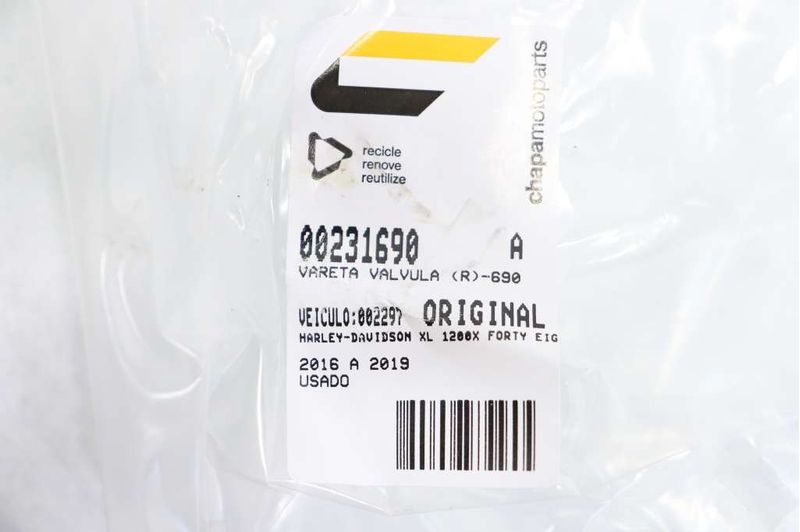 chapamotoparts
recicle
renove
reutilize
00231690 A
VARETA VALVULA (R)-690
VEICULO:002297 ORIGINAL
HARLEY-DAVIDSON XL 1200X FORTY EIG
2016 A 2019
USADO